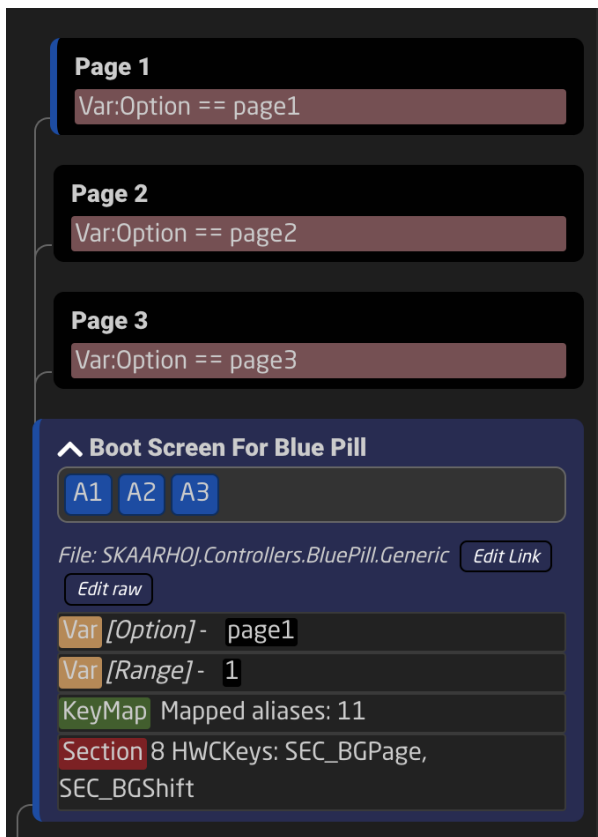 Page 1
Var:Option == page1
Page 2
Var:Option == page2
Page 3
Var:Option == page3
Boot Screen For Blue Pill
A1 A2 A3
File: SKAARHOJ.Controllers.BluePill.Generic Edit Link
Edit raw
Var [Option] - page1
Var [Range] - 1
KeyMap Mapped aliases: 11
Section 8 HWCKeys: SEC_BGPage,
SEC_BGShift